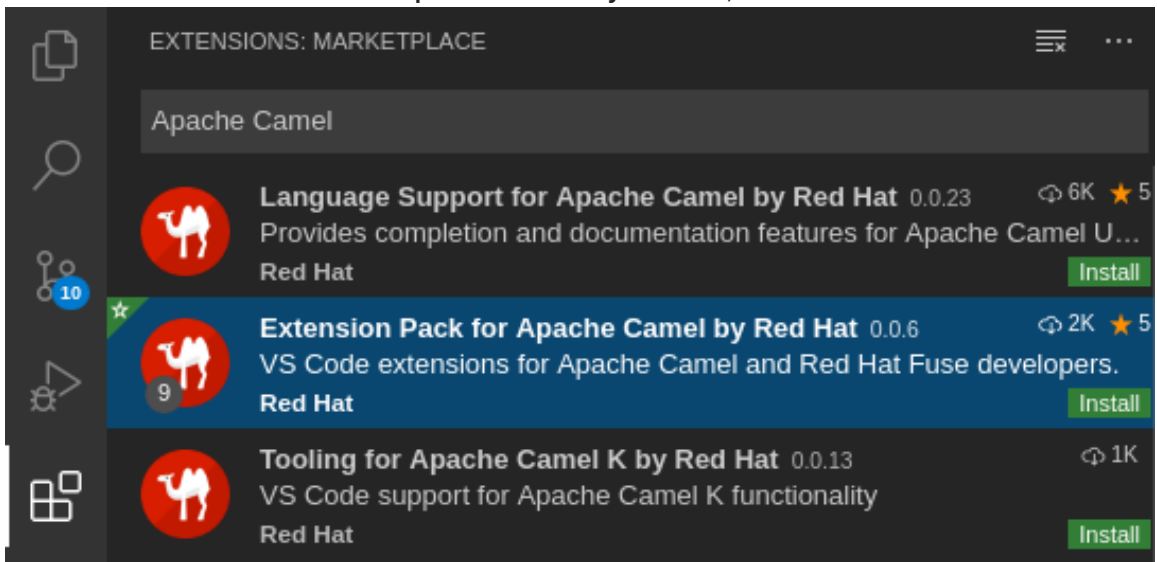 EXTENSIONS: MARKETPLACE
Apache Camel
Language Support for Apache Camel by Red Hat 0.0.23 6K 5
Provides completion and documentation features for Apache Camel U...
Red Hat Install
10
Extension Pack for Apache Camel by Red Hat 0.0.6 2K 5
VS Code extensions for Apache Camel and Red Hat Fuse developers.
9
Red Hat Install
Tooling for Apache Camel K by Red Hat 0.0.13 1K
VS Code support for Apache Camel K functionality
Red Hat Install